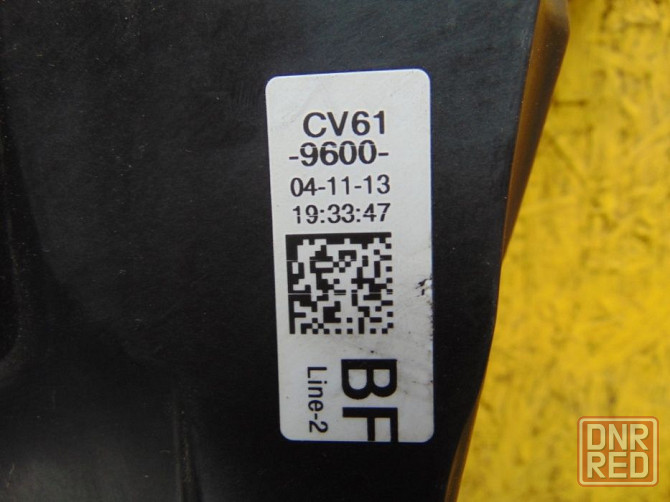 CV61
-9600-
04-11-13
19:33:47
BF
Line-2
DNR
RED